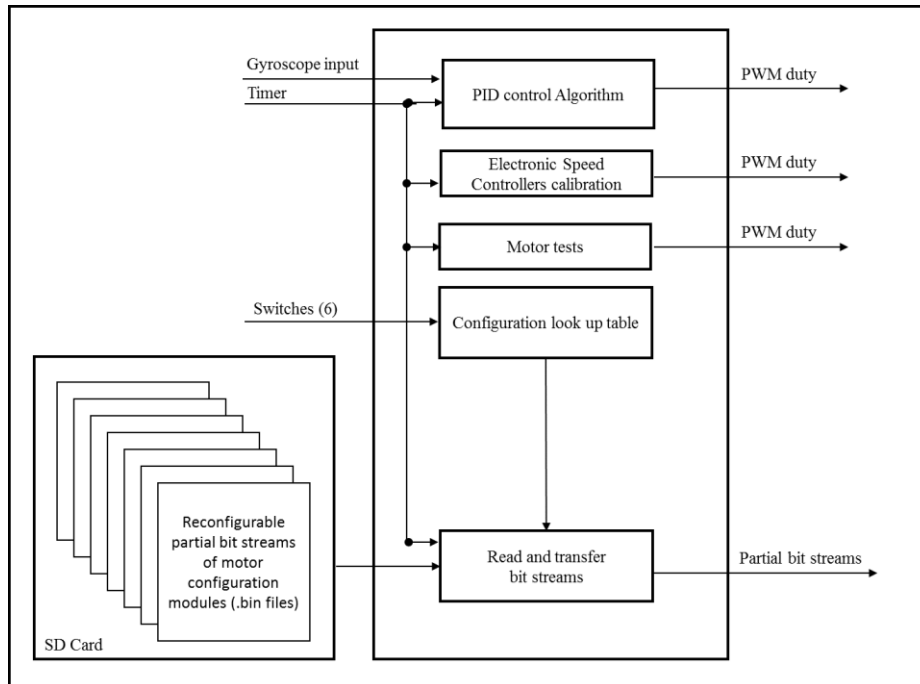 Gyroscope input
Timer
PID control Algorithm
PWM duty
Electronic Speed
Controllers calibration
PWM duty
Motor tests
PWM duty
Switches (6)
Configuration look up table
Reconfigurable
partial bit streams
of motor
configuration
modules (.bin files)
SD Card
Read and transfer
bit streams
Partial bit streams